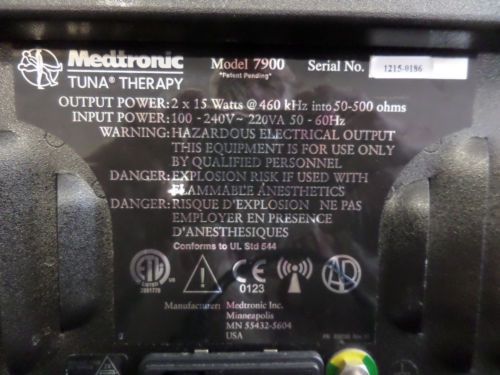 Medtronic Model 7900 Serial No. 1215-0186
TUNA® THERAPY "Patent Pending"
OUTPUT POWER: 2 x 15 Watts @ 460 kHz into 50-500 ohms
INPUT POWER: 100 - 240V~ 220VA 50 - 60Hz
WARNING: HAZARDOUS ELECTRICAL OUTPUT
THIS EQUIPMENT IS FOR USE ONLY
BY QUALIFIED PERSONNEL
DANGER: EXPLOSION RISK IF USED WITH
FLAMMABLE ANESTHETICS
DANGER: RISQUE D'EXPLOSION NE PAS
EMPLOYER EN PRESENCE
D'ANESTHESIQUES
Conforms to UL Std 544
LISTED
us
0123
Manufacturer: Medtronic Inc.
Minneapolis
MN 55432-5604
USA